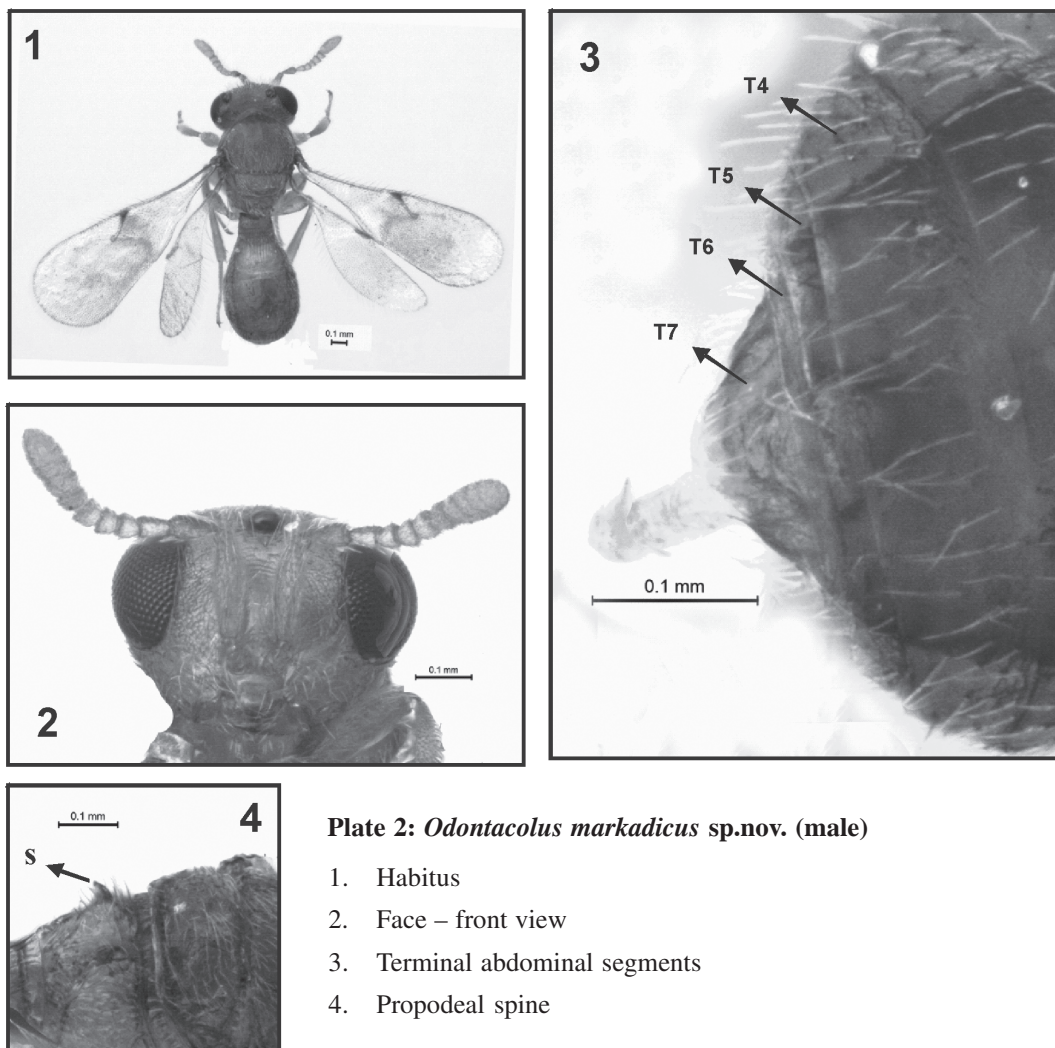 1
0.1 mm
2
0.1 mm
3
T4
T5
T6
T7
0.1 mm
4
0.1 mm
s
Plate 2: Odontacolus markadicus sp.nov. (male)
1. Habitus
2. Face – front view
3. Terminal abdominal segments
4. Propodeal spine